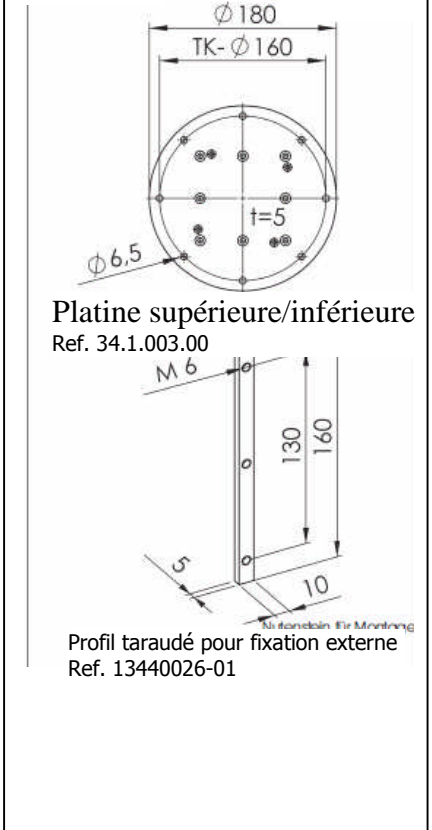 Ø180
TK-Ø160
t=5
Ø6,5
Platine supérieure/inférieure
Ref. 34.1.003.00
M 6
130
160
5
10
Nutenstein für Montage
Profil taraudé pour fixation externe
Ref. 13440026-01